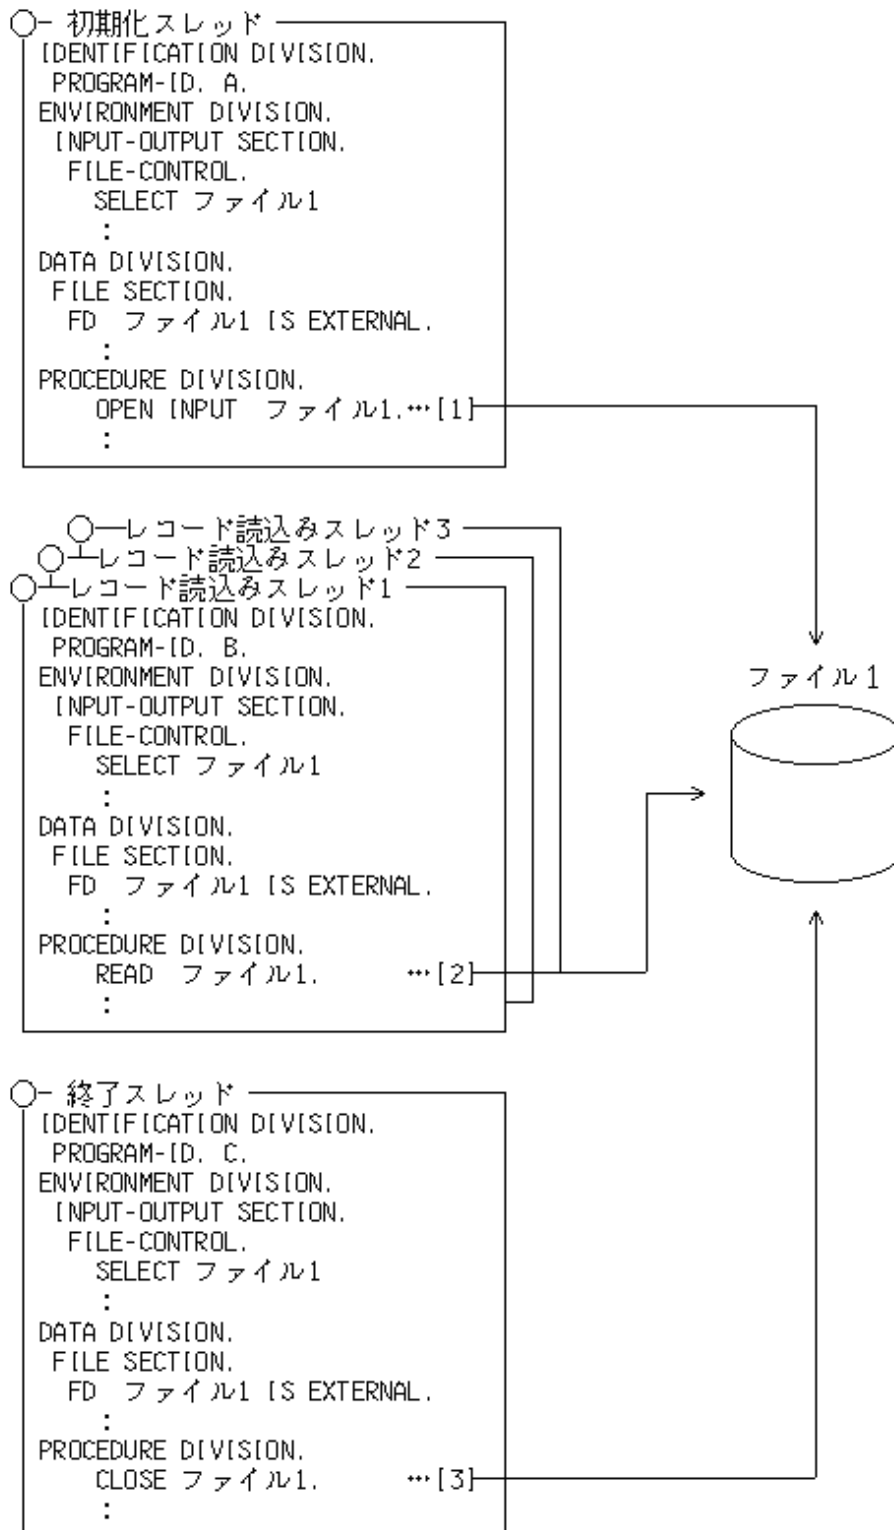 初期化スレッド
IDENTIFICATION DIVISION.
PROGRAM-ID. A.
ENVIRONMENT DIVISION.
INPUT-OUTPUT SECTION.
FILE-CONTROL.
SELECT ファイル1
:
DATA DIVISION.
FILE SECTION.
FD ファイル1 IS EXTERNAL.
:
PROCEDURE DIVISION.
OPEN INPUT ファイル1.…[1]
:
レコード読込みスレッド3
レコード読込みスレッド2
レコード読込みスレッド1
IDENTIFICATION DIVISION.
PROGRAM-ID. B.
ENVIRONMENT DIVISION.
INPUT-OUTPUT SECTION.
FILE-CONTROL.
SELECT ファイル1
:
DATA DIVISION.
FILE SECTION.
FD ファイル1 IS EXTERNAL.
:
PROCEDURE DIVISION.
READ ファイル1. …[2]
:
ファイル1
終了スレッド
IDENTIFICATION DIVISION.
PROGRAM-ID. C.
ENVIRONMENT DIVISION.
INPUT-OUTPUT SECTION.
FILE-CONTROL.
SELECT ファイル1
:
DATA DIVISION.
FILE SECTION.
FD ファイル1 IS EXTERNAL.
:
PROCEDURE DIVISION.
CLOSE ファイル1. …[3]
: